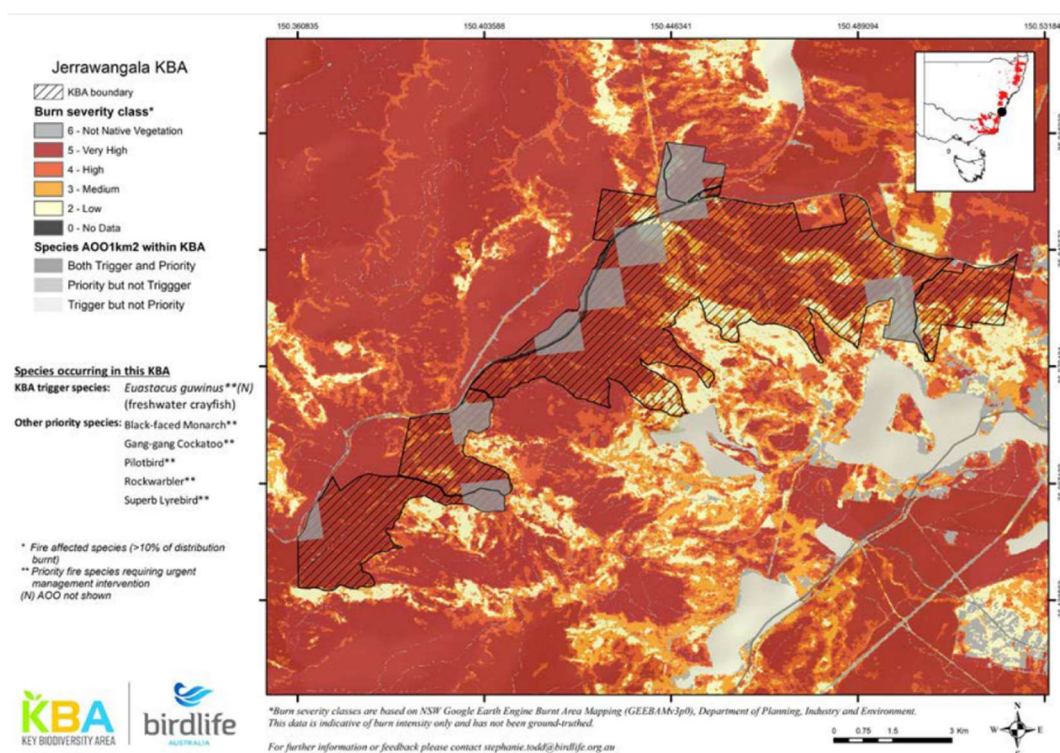 150.360835 150.403588 150.446341 150.489094 150.53184
Jerrawangala KBA
KBA boundary
Burn severity class*
6 - Not Native Vegetation
5 - Very High
4 - High
3 - Medium
2 - Low
0 - No Data
Species AOO1km2 within KBA
Both Trigger and Priority
Priority but not Triggger
Trigger but not Priority
Species occurring in this KBA
KBA trigger species: Euastacus guwinus**(N)
(freshwater crayfish)
Other priority species: Black-faced Monarch**
Gang-gang Cockatoo**
Pilotbird**
Rockwarbler**
Superb Lyrebird**
* Fire affected species (>10% of distribution
burnt)
** Priority fire species requiring urgent
management intervention
(N) AOO not shown
KBA
KEY BIODIVERSITY AREA
birdlife
AUSTRALIA
*Burn severity classes are based on NSW Google Earth Engine Burnt Area Mapping (GEEBAMv3p0), Department of Planning, Industry and Environment.
This data is indicative of burn intensity only and has not been ground-truthed.
For further information or feedback please contact stephanie.todd@birdlife.org.au
0 0.75 1.5 3 Km
N
W E
S